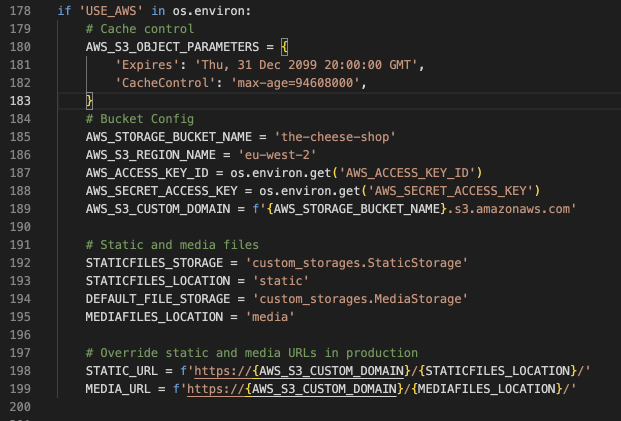 178 if 'USE_AWS' in os.environ:
179     # Cache control
180     AWS_S3_OBJECT_PARAMETERS = {
181         'Expires': 'Thu, 31 Dec 2099 20:00:00 GMT',
182         'CacheControl': 'max-age=94608000',
183     }
184     # Bucket Config
185     AWS_STORAGE_BUCKET_NAME = 'the-cheese-shop'
186     AWS_S3_REGION_NAME = 'eu-west-2'
187     AWS_ACCESS_KEY_ID = os.environ.get('AWS_ACCESS_KEY_ID')
188     AWS_SECRET_ACCESS_KEY = os.environ.get('AWS_SECRET_ACCESS_KEY')
189     AWS_S3_CUSTOM_DOMAIN = f'{AWS_STORAGE_BUCKET_NAME}.s3.amazonaws.com'
190
191     # Static and media files
192     STATICFILES_STORAGE = 'custom_storages.StaticStorage'
193     STATICFILES_LOCATION = 'static'
194     DEFAULT_FILE_STORAGE = 'custom_storages.MediaStorage'
195     MEDIAFILES_LOCATION = 'media'
196
197     # Override static and media URLs in production
198     STATIC_URL = f'https://{AWS_S3_CUSTOM_DOMAIN}/{STATICFILES_LOCATION}/'
199     MEDIA_URL = f'https://{AWS_S3_CUSTOM_DOMAIN}/{MEDIAFILES_LOCATION}/'
200